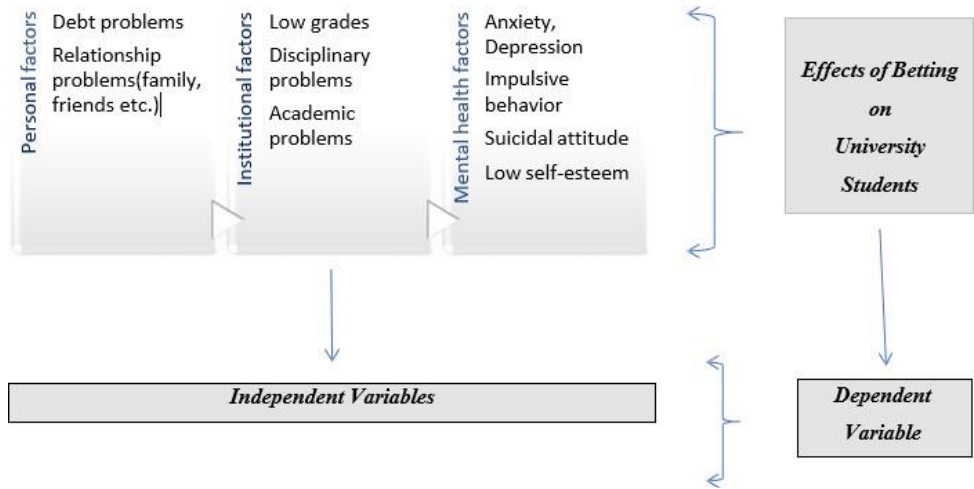 Personal factors
Debt problems
Relationship
problems(family,
friends etc.)
Institutional factors
Low grades
Disciplinary
problems
Academic
problems
Mental health factors
Anxiety,
Depression
Impulsive
behavior
Suicidal attitude
Low self-esteem
Effects of Betting
on
University
Students
Independent Variables
Dependent
Variable